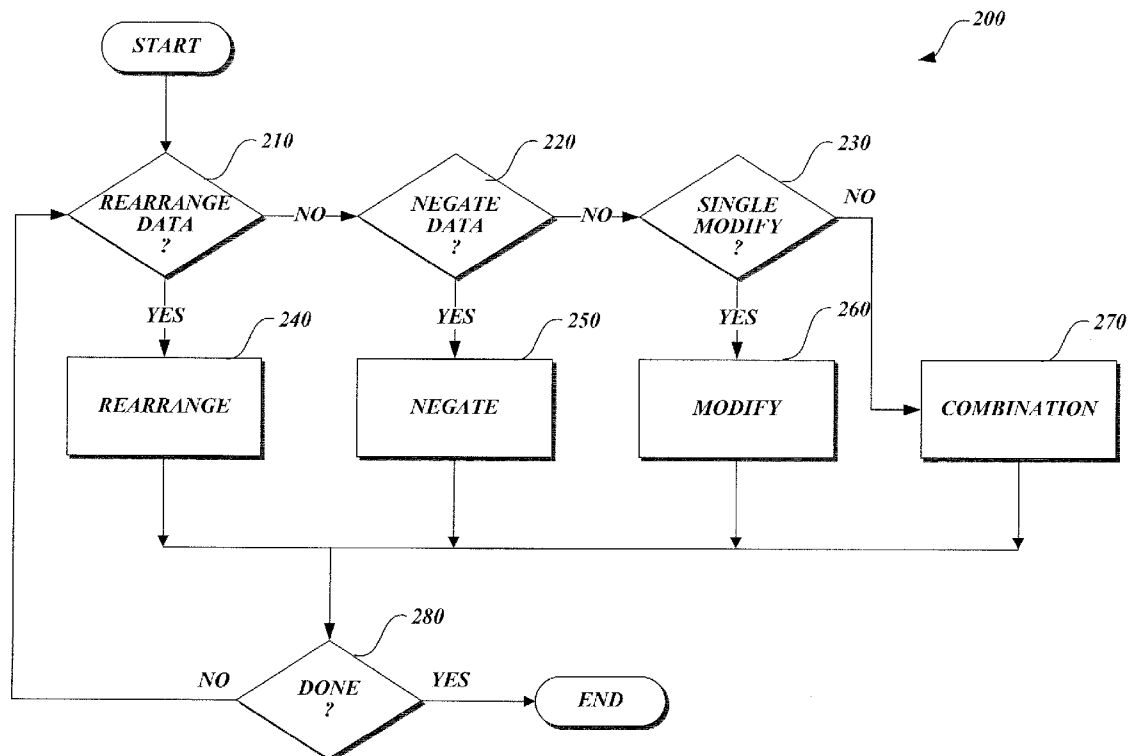 START
200
210
220
230
REARRANGE
DATA
?
NO
NEGATE
DATA
?
NO
SINGLE
MODIFY
?
NO
YES
240
YES
250
YES
260
270
REARRANGE
NEGATE
MODIFY
COMBINATION
280
NO
DONE
?
YES
END